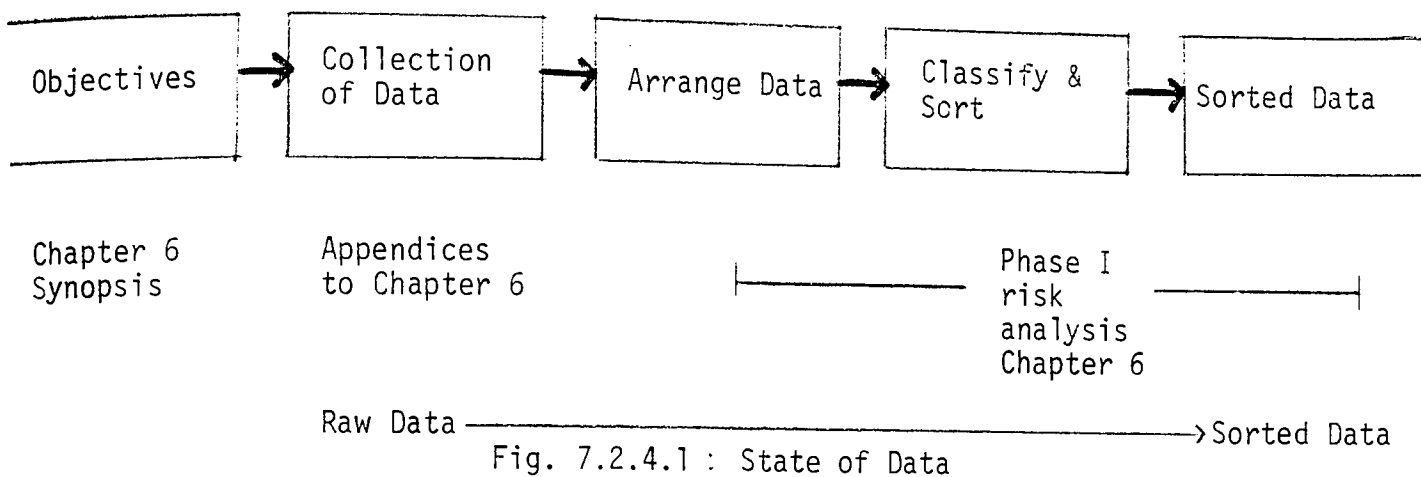 Objectives
Collection
of Data
Arrange Data
Classify &
Sort
Sorted Data
Chapter 6
Synopsis
Appendices
to Chapter 6
Phase I
risk
analysis
Chapter 6
Raw Data
Sorted Data
Fig. 7.2.4.1 : State of Data